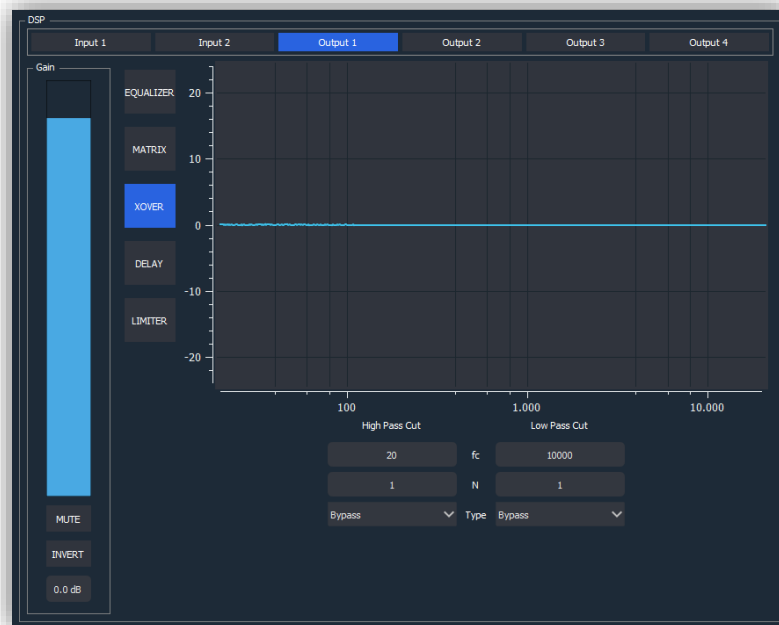 DSP
Input 1 Input 2 Output 1 Output 2 Output 3 Output 4
Gain
EQUALIZER
MATRIX
XOVER
DELAY
LIMITER
20
10
0
-10
-20
100 1.000 10.000
High Pass Cut Low Pass Cut
20 fc 10000
1 N 1
Bypass Type Bypass
MUTE
INVERT
0.0 dB